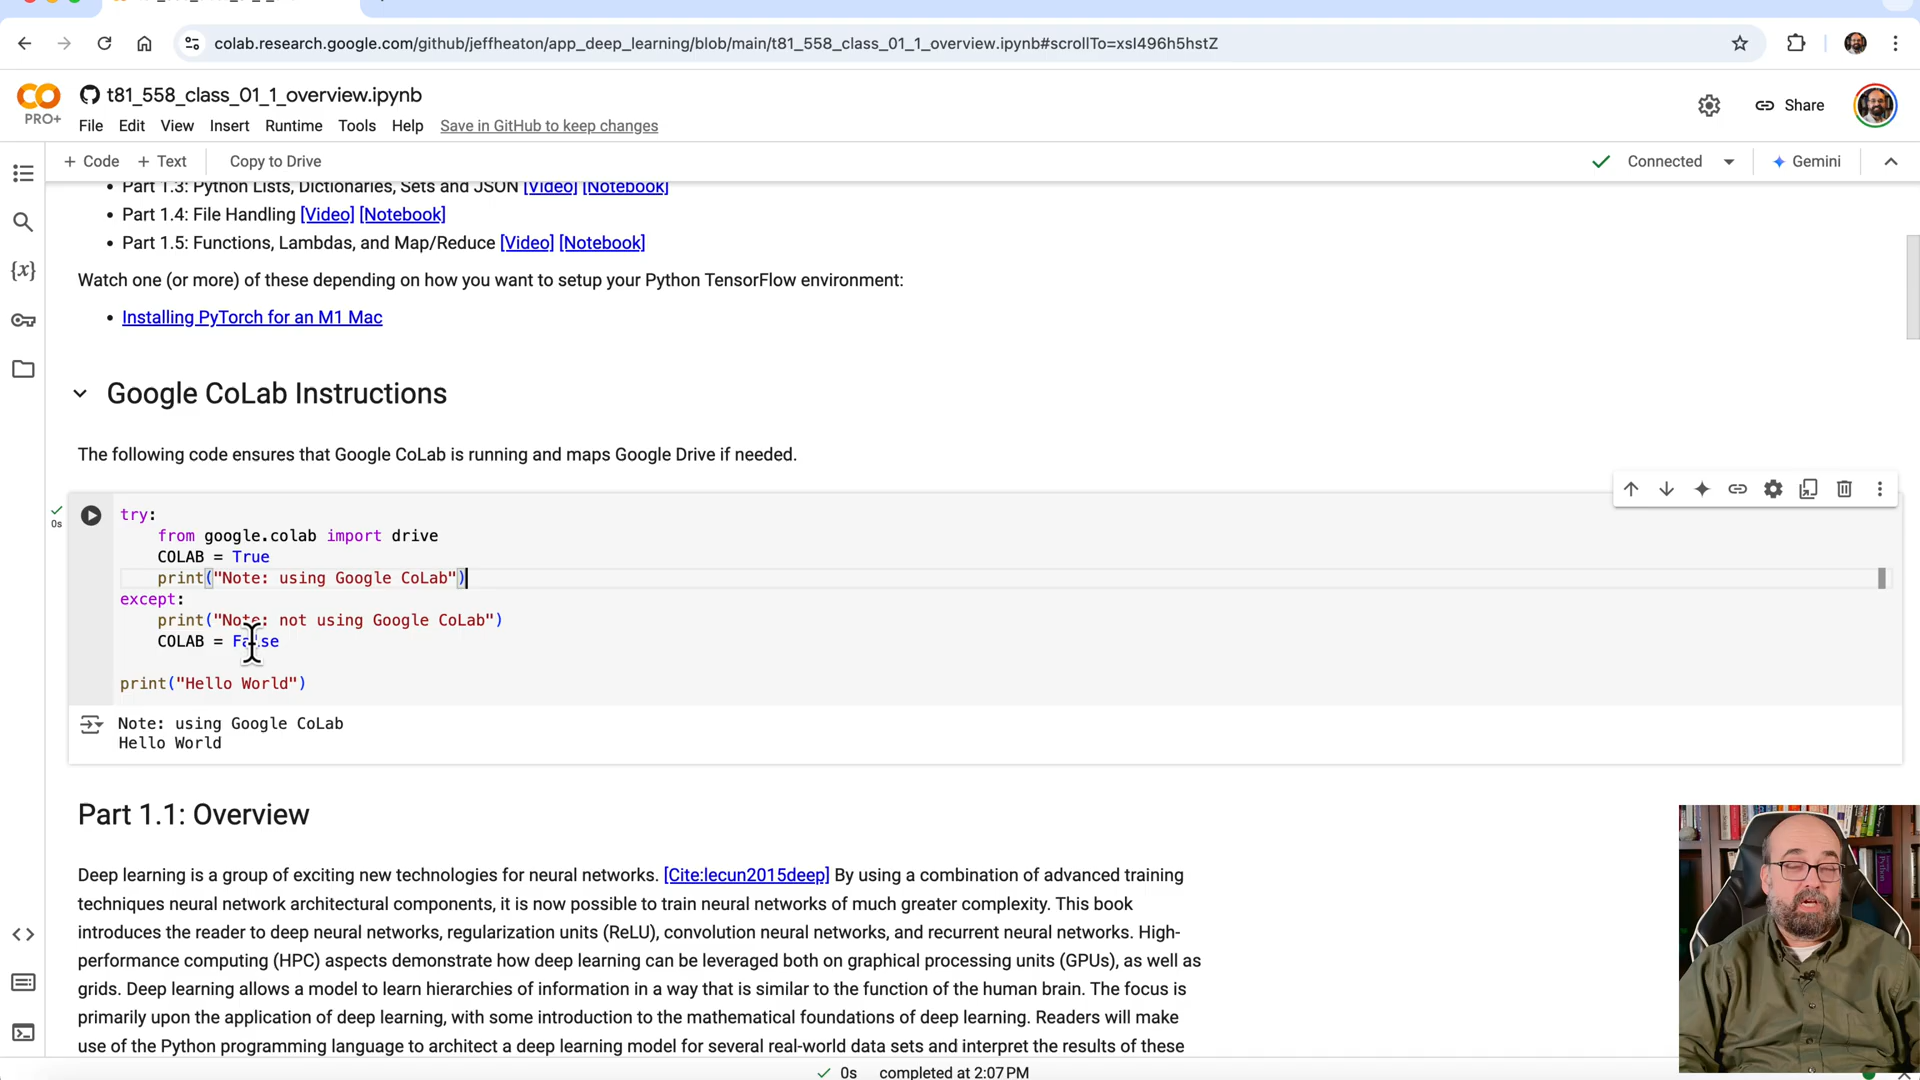 colab.research.google.com/github/jeffheaton/app_deep_learning/blob/main/t81_558_class_01_1_overview.ipynb#scrollTo=xsI496h5hstZ
t81_558_class_01_1_overview.ipynb
Share
PRO+
File Edit View Insert Runtime Tools Help Save in GitHub to keep changes
+ Code + Text Copy to Drive
Connected
Gemini
• Part 1.3: Python Lists, Dictionaries, Sets and JSON [Video] [Notebook]
• Part 1.4: File Handling [Video] [Notebook]
• Part 1.5: Functions, Lambdas, and Map/Reduce [Video] [Notebook]
Watch one (or more) of these depending on how you want to setup your Python TensorFlow environment:
• Installing PyTorch for an M1 Mac
Google CoLab Instructions
The following code ensures that Google CoLab is running and maps Google Drive if needed.
0s
try:
from google.colab import drive
COLAB = True
print("Note: using Google CoLab")
except:
print("Note: not using Google CoLab")
COLAB = False
print("Hello World")
Note: using Google CoLab
Hello World
Part 1.1: Overview
Deep learning is a group of exciting new technologies for neural networks. [Cite:lecun2015deep] By using a combination of advanced training
techniques neural network architectural components, it is now possible to train neural networks of much greater complexity. This book
introduces the reader to deep neural networks, regularization units (ReLU), convolution neural networks, and recurrent neural networks. High-
performance computing (HPC) aspects demonstrate how deep learning can be leveraged both on graphical processing units (GPUs), as well as
grids. Deep learning allows a model to learn hierarchies of information in a way that is similar to the function of the human brain. The focus is
primarily upon the application of deep learning, with some introduction to the mathematical foundations of deep learning. Readers will make
use of the Python programming language to architect a deep learning model for several real-world data sets and interpret the results of these
0s completed at 2:07 PM